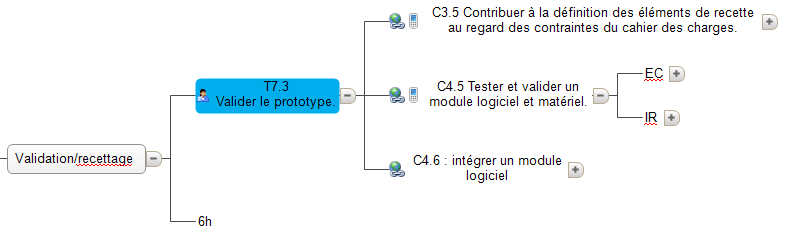 C3.5 Contribuer à la définition des éléments de recette
au regard des contraintes du cahier des charges.
T7.3
Valider le prototype.
C4.5 Tester et valider un
module logiciel et matériel.
EC
IR
Validation/recettage
C4.6 : intégrer un module
logiciel
6h